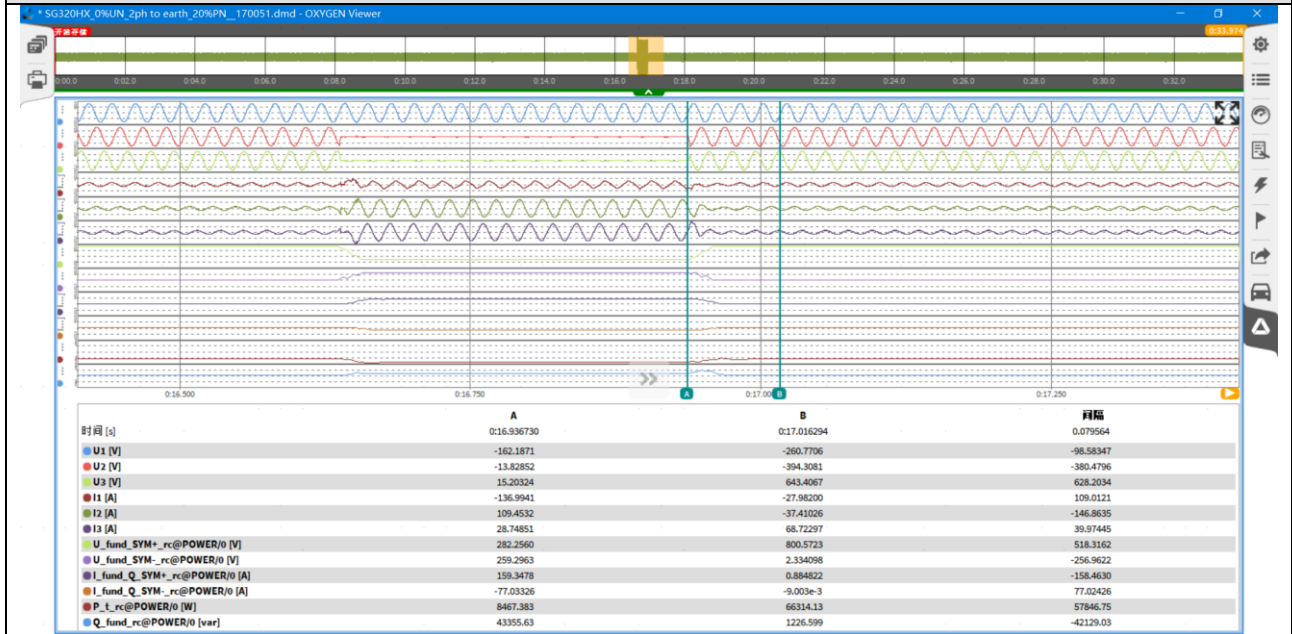 * SG320HX_0%UN_2ph to earth_20%PN__170051.dmd - OXYGEN Viewer
开始存储
0:33.974
0:00.0 0:02.0 0:04.0 0:06.0 0:08.0 0:10.0 0:12.0 0:14.0 0:16.0 0:18.0 0:20.0 0:22.0 0:24.0 0:26.0 0:28.0 0:30.0 0:32.0
0:16.500 0:16.750 A 0:17.00 B 0:17.250
A B 间隔
时间 [s] 0:16.936730 0:17.016294 0.079564
U1 [V] -162.1871 -260.7706 -98.58347
U2 [V] -13.82852 -394.3081 -380.4796
U3 [V] 15.20324 643.4067 628.2034
I1 [A] -136.9941 -27.98200 109.0121
I2 [A] 109.4532 -37.41026 -146.8635
I3 [A] 28.74851 68.72297 39.97445
U_fund_SYM+_rc@POWER/0 [V] 282.2560 800.5723 518.3162
U_fund_SYM-_rc@POWER/0 [V] 259.2963 2.334098 -256.9622
I_fund_Q_SYM+_rc@POWER/0 [A] 159.3478 0.884822 -158.4630
I_fund_Q_SYM-_rc@POWER/0 [A] -77.03326 -9.003e-3 77.02426
P_t_rc@POWER/0 [W] 8467.383 66314.13 57846.75
Q_fund_rc@POWER/0 [var] 43355.63 1226.599 -42129.03